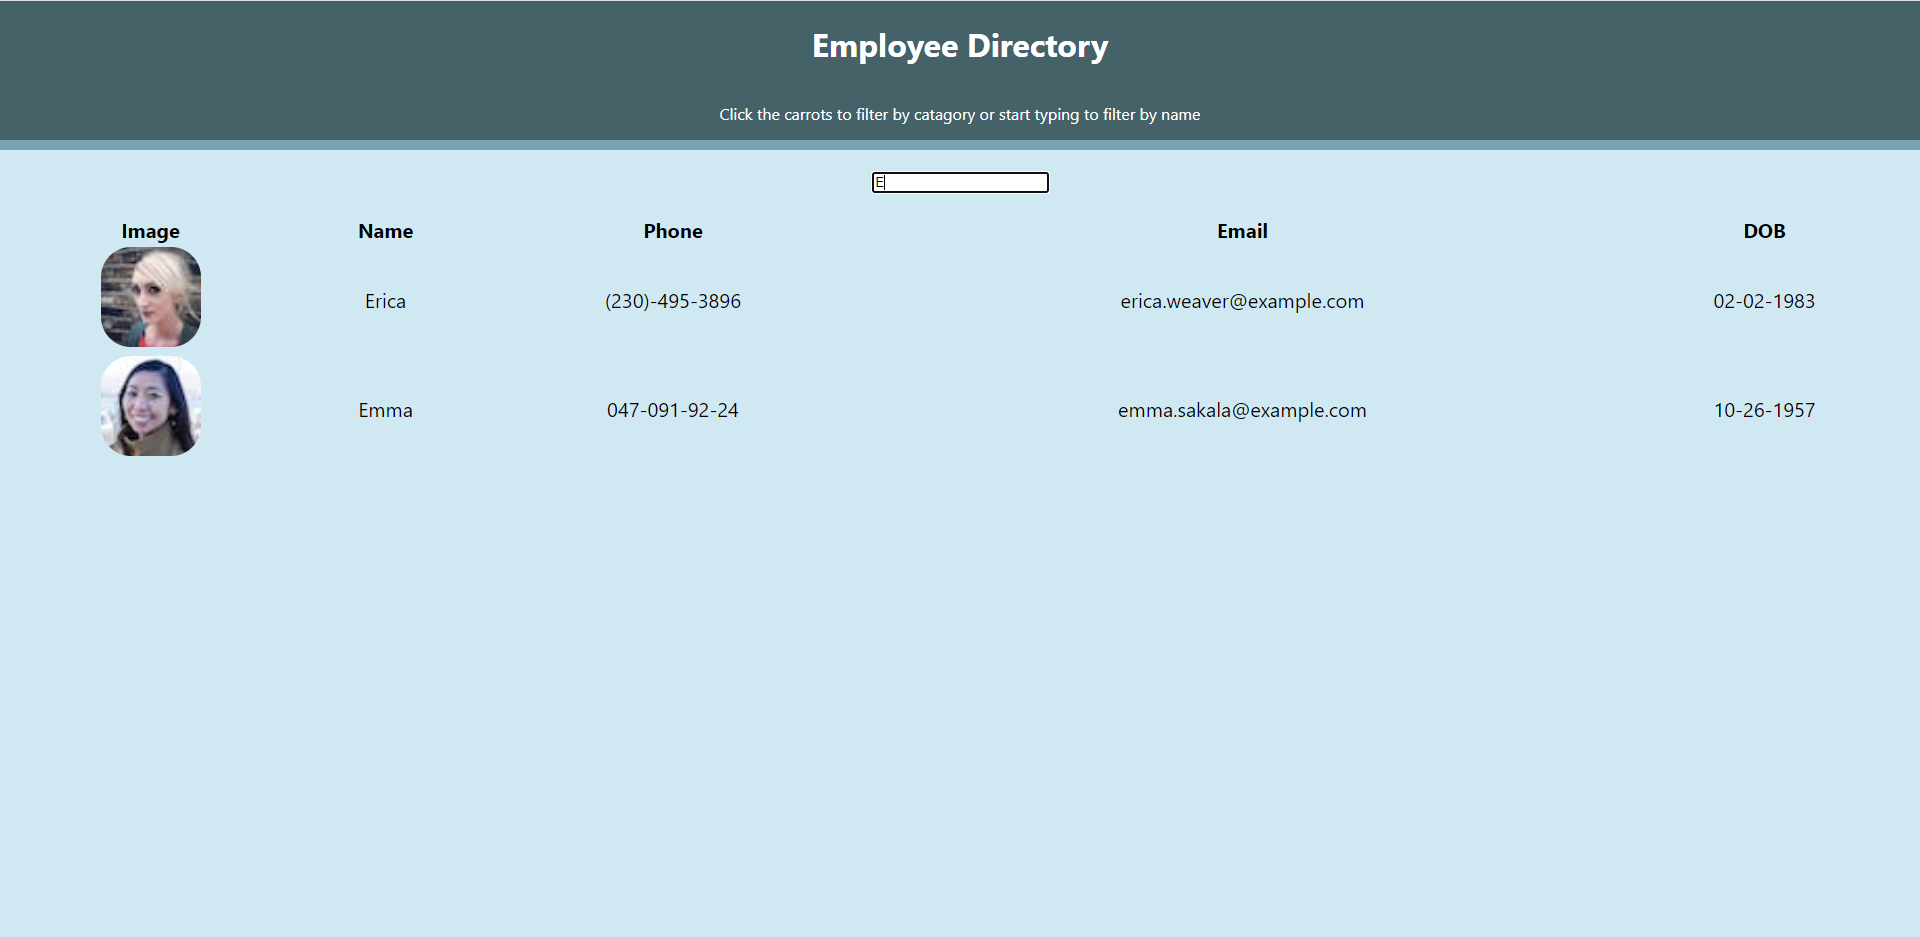 Employee Directory
Click the carrots to filter by catagory or start typing to filter by name
E
Image Name Phone Email DOB
Erica (230)-495-3896 erica.weaver@example.com 02-02-1983
Emma 047-091-92-24 emma.sakala@example.com 10-26-1957